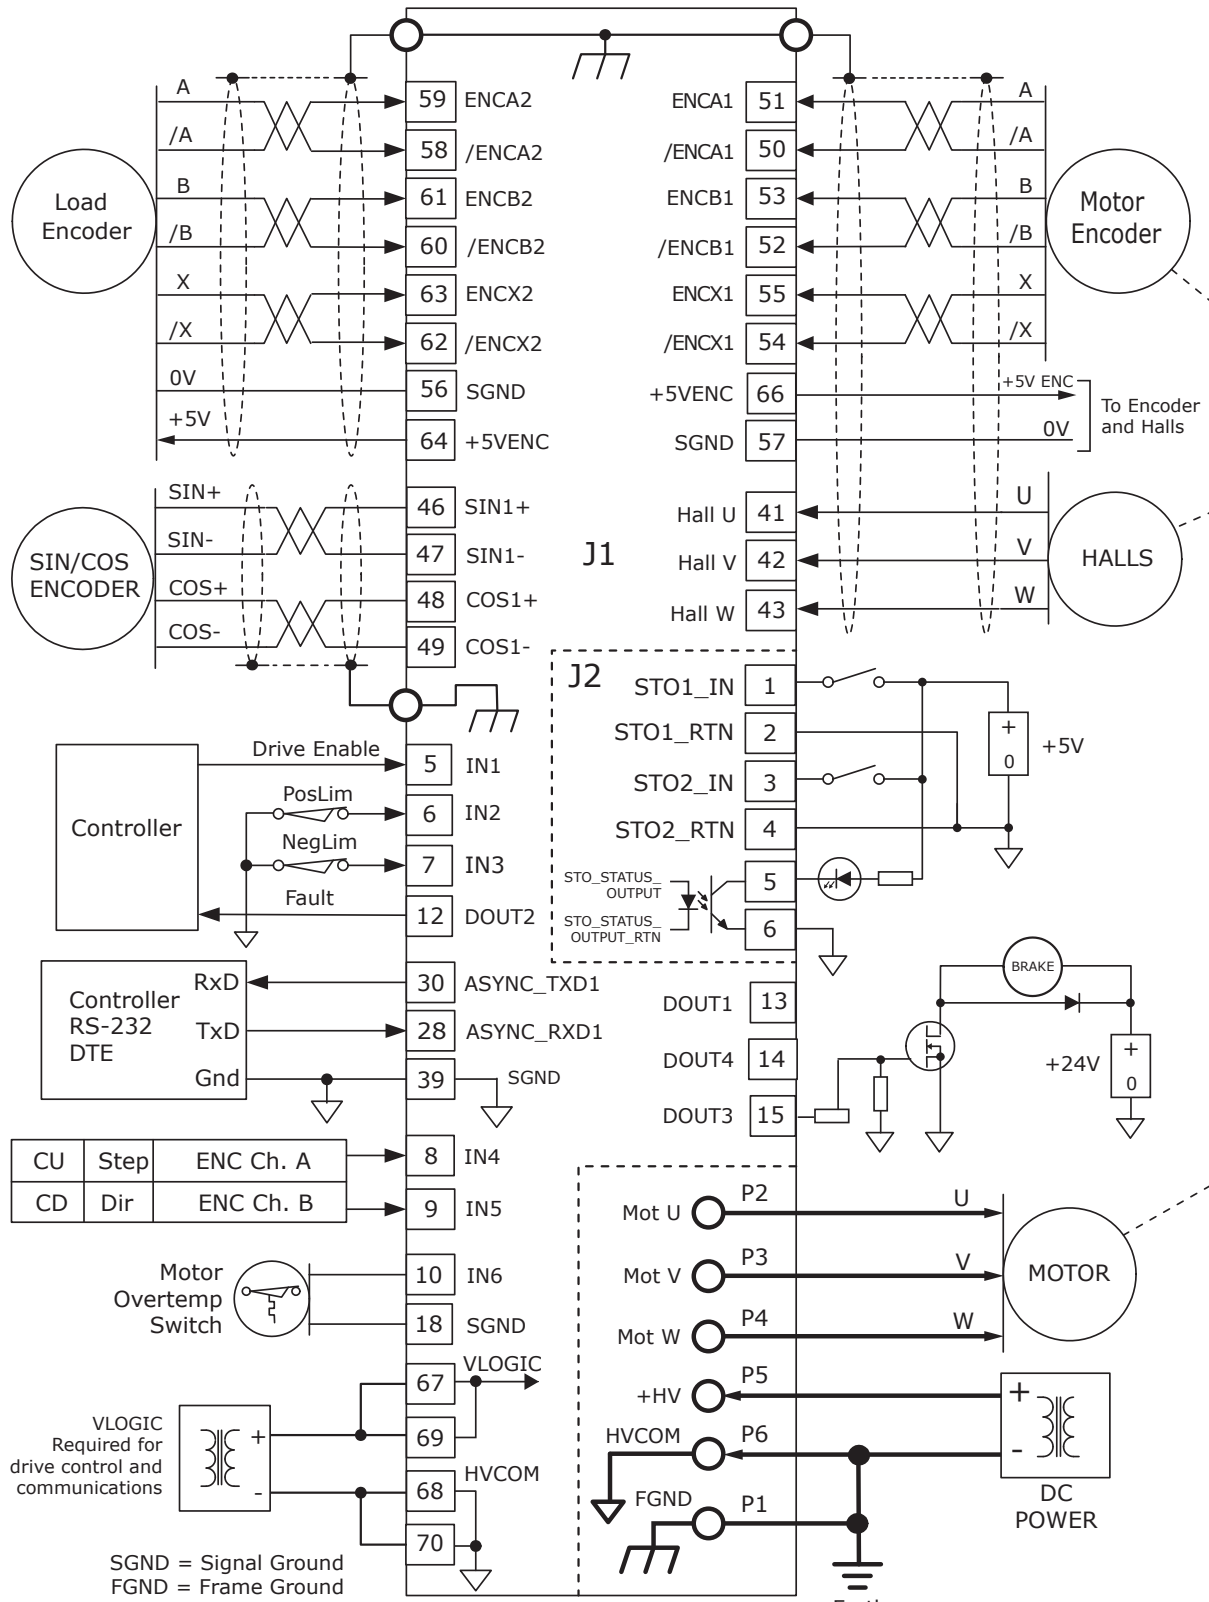 A
59 ENCA2
/A
58 /ENCA2
B
61 ENCB2
/B
60 /ENCB2
X
63 ENCX2
/X
62 /ENCX2
0V
56 SGND
+5V
64 +5VENC
Load
Encoder
ENCA1 51
A
/ENCA1 50
/A
ENCB1 53
B
/ENCB1 52
/B
ENCX1 55
X
/ENCX1 54
/X
Motor
Encoder
+5VENC 66
+5V ENC
SGND 57
0V
To Encoder
and Halls
SIN+
46 SIN1+
SIN-
47 SIN1-
COS+
48 COS1+
COS-
49 COS1-
SIN/COS
ENCODER
J1
Hall U 41
U
Hall V 42
V
Hall W 43
W
HALLS
J2
STO1_IN 1
STO1_RTN 2
STO2_IN 3
STO2_RTN 4
+
0
+5V
STO_STATUS_
OUTPUT
5
STO_STATUS_
OUTPUT_RTN
6
Controller
Drive Enable
5 IN1
PosLim
6 IN2
NegLim
7 IN3
Fault
12 DOUT2
Controller
RS-232
DTE
RxD
30 ASYNC_TXD1
TxD
28 ASYNC_RXD1
Gnd
39 SGND
DOUT1 13
DOUT4 14
DOUT3 15
BRAKE
+24V
+
0
CU Step ENC Ch. A
8 IN4
CD Dir ENC Ch. B
9 IN5
Motor
Overtemp
Switch
10 IN6
18 SGND
Mot U P2 U
Mot V P3 V
Mot W P4 W
MOTOR
+HV P5 +
HVCOM P6 -
FGND P1
DC
POWER
VLOGIC
Required for
drive control and
communications
+
-
67 VLOGIC
69
68 HVCOM
70
SGND = Signal Ground
FGND = Frame Ground